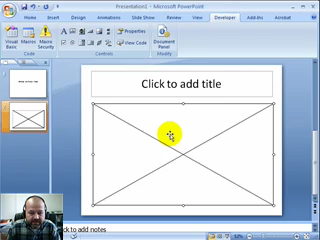 Presentation1 - Microsoft PowerPoint
Home
Insert
Design
Animations
Slide Show
Review
View
Developer
Add-Ins
Acrobat
Visual Basic
Macros
Macro Security
Properties
View Code
Document Panel
Code
Controls
Modify
Click to add title
ck to add notes